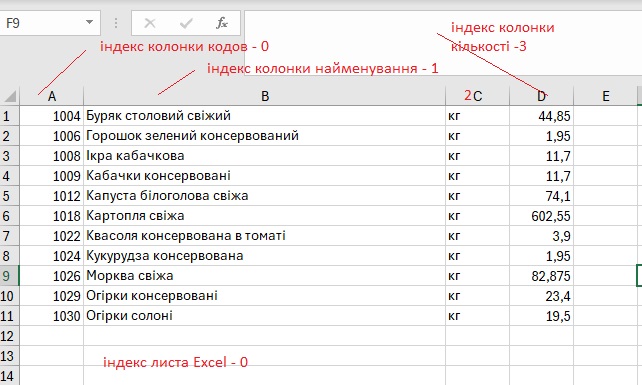 F9
індекс колонки
кількості -3
індекс колонки кодов - 0
індекс колонки найменування - 1
A B 2 C D E
1 1004 Буряк столовий свіжий кг 44,85
2 1006 Горошок зелений консервований кг 1,95
3 1008 Ікра кабачкова кг 11,7
4 1009 Кабачки консервовані кг 11,7
5 1012 Капуста білоголова свіжа кг 74,1
6 1018 Картопля свіжа кг 602,55
7 1022 Квасоля консервована в томаті кг 3,9
8 1024 Кукурудза консервована кг 1,95
9 1026 Морква свіжа кг 82,875
10 1029 Огірки консервовані кг 23,4
11 1030 Огірки солоні кг 19,5
12
13 індекс листа Excel - 0
14